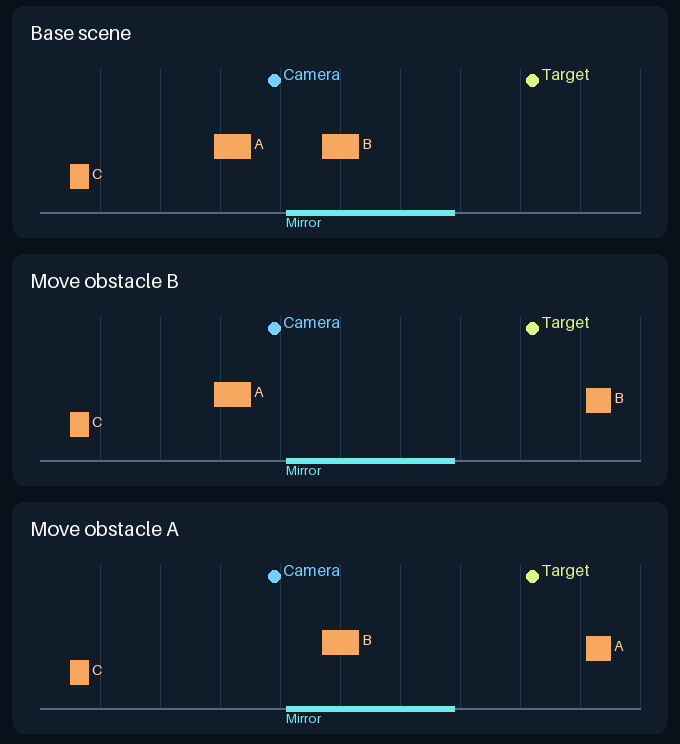 Base scene
Camera
Target
A
B
C
Mirror
Move obstacle B
Camera
Target
A
B
C
Mirror
Move obstacle A
Camera
Target
B
A
C
Mirror